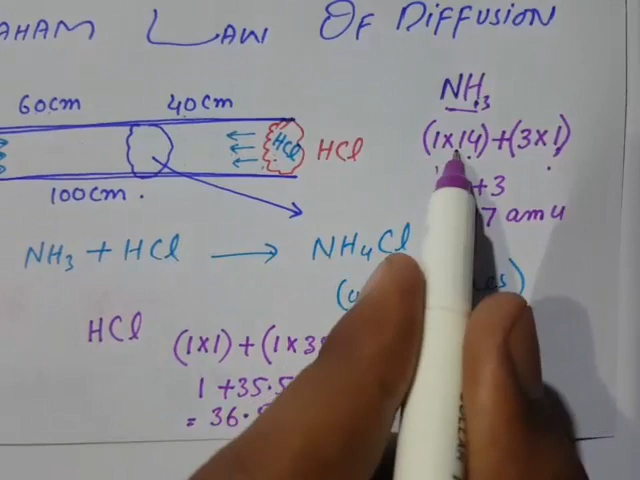 AHAM LAW OF DIFFUSION
60cm 40cm
HCl HCl
100cm.
NH3 + HCl → NH4Cl
NH3
(1×14)+(3×1)
+3
7 amu
HCl (1×1) + (1×3
1 +35.5
= 36.